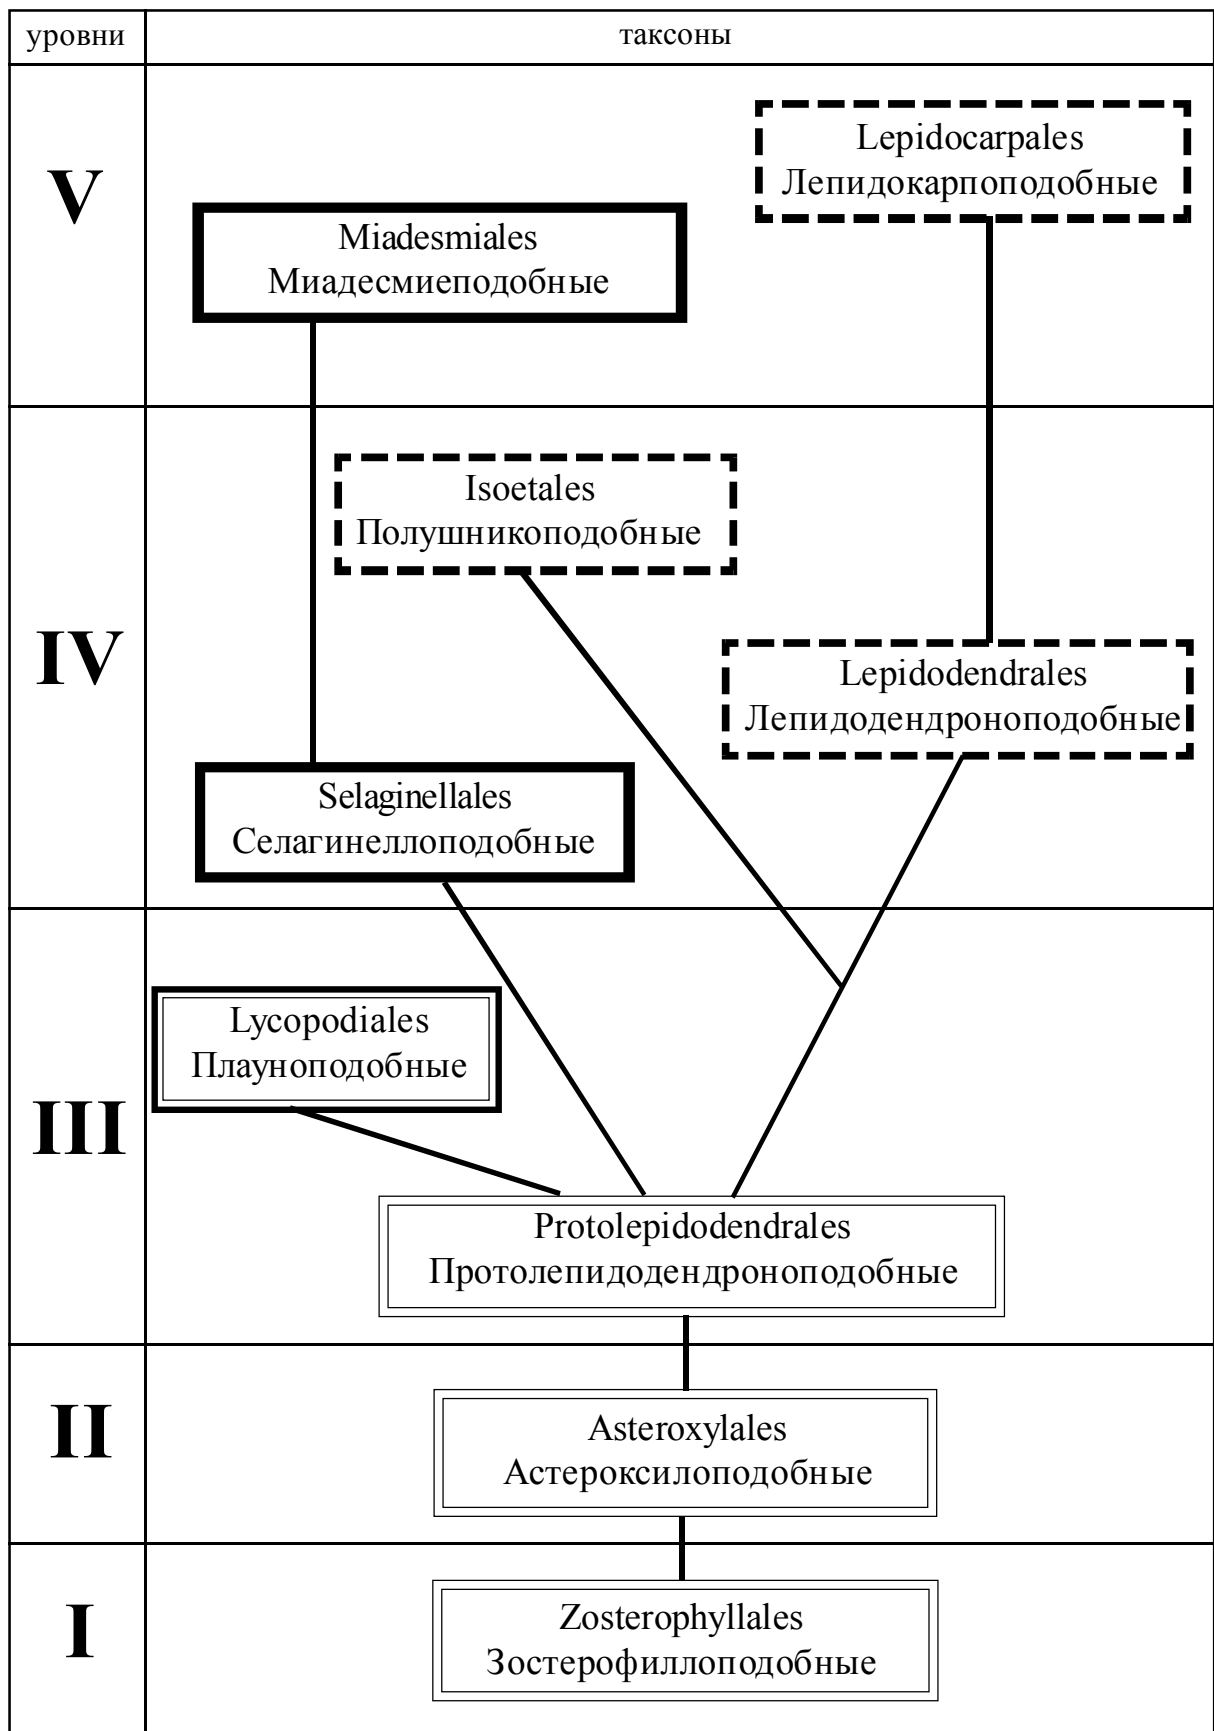 уровни
таксоны
V
Lepidocarpales
Лепидокарпоподобные
Miadesmiales
Миадесмиеподобные
IV
Isoetales
Полушникоподобные
Lepidodendrales
Лепидодендроноподобные
Selaginellales
Селагинеллоподобные
III
Lycopodiales
Плауноподобные
Protolepidodendrales
Протолепидодендроноподобные
II
Asteroxylales
Астероксилоподобные
I
Zosterophyllales
Зостерофиллоподобные